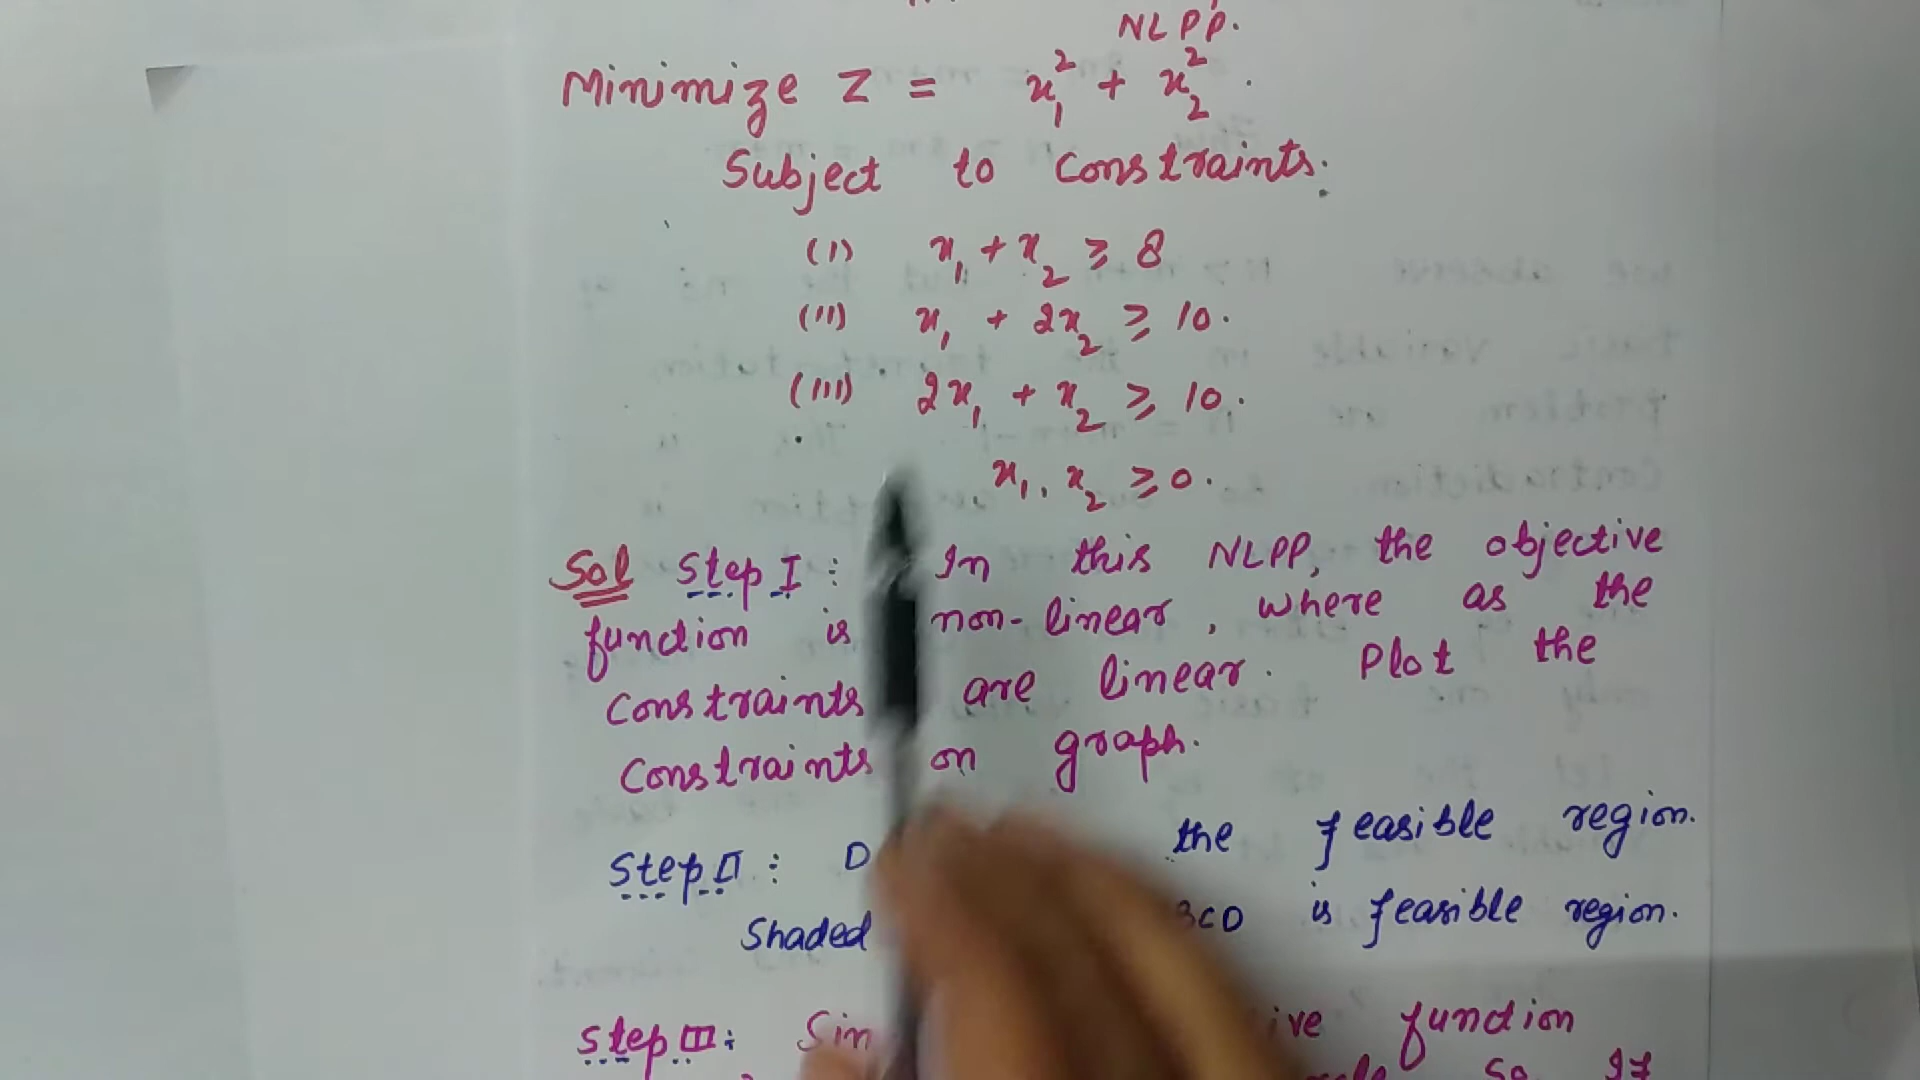 NLPP.
Minimize Z = x₁² + x₂².
Subject to Constraints.
(I) x₁ + x₂ ≥ 8
(II) x₁ + 2x₂ ≥ 10.
(III) 2x₁ + x₂ ≥ 10.
x₁, x₂ ≥ 0.
Sol Step I : In this NLPP, the objective
function is non-linear, where as the
Constraints are linear. Plot the
Constraints on graph.
Step II : the feasible region.
Shaded BCD is feasible region.
Step III : function
So If